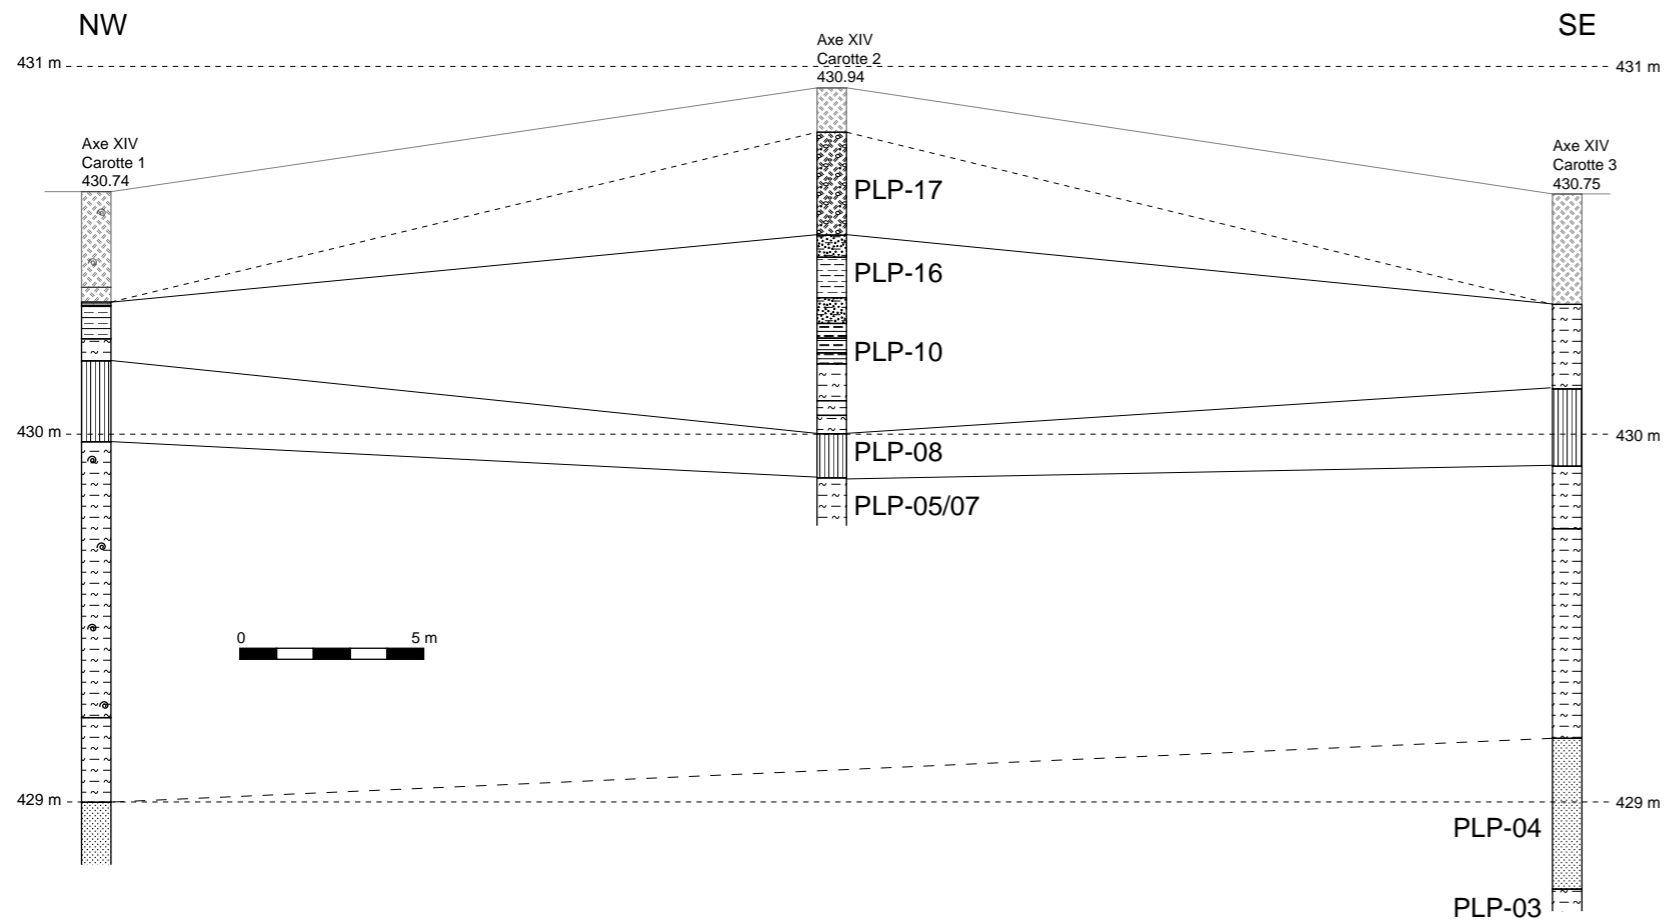 NW
SE
Axe XIV
Carotte 2
430.94
431 m
431 m
Axe XIV
Carotte 1
430.74
Axe XIV
Carotte 3
430.75
PLP-17
PLP-16
PLP-10
430 m
430 m
PLP-08
PLP-05/07
0 5 m
429 m
429 m
PLP-04
PLP-03